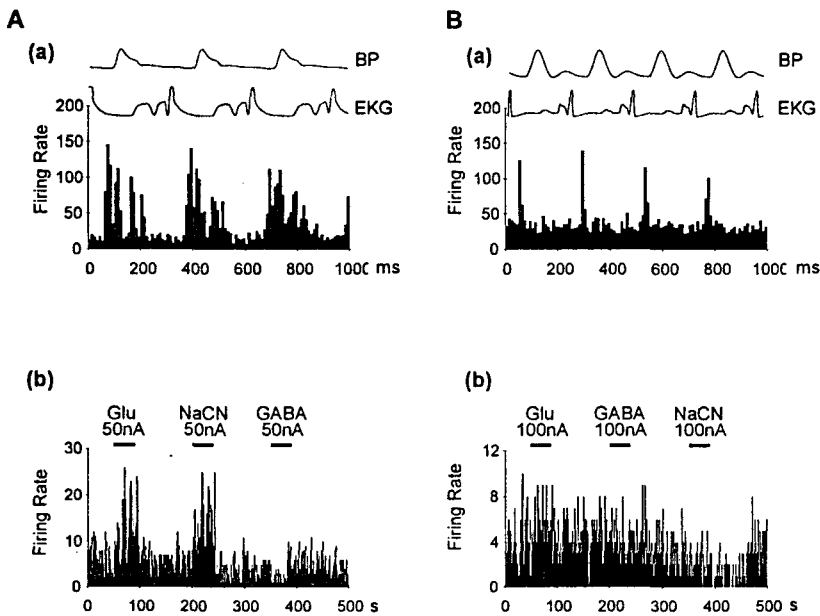 A
(a)
BP
EKG
200
150
100
50
0
Firing Rate
0 200 400 600 800 1000 ms
B
(a)
BP
EKG
200
150
100
50
0
Firing Rate
0 200 400 600 800 1000 ms
(b)
Glu NaCN GABA
50nA 50nA 50nA
30
20
10
0
Firing Rate
0 100 200 300 400 500 s
(b)
Glu GABA NaCN
100nA 100nA 100nA
12
8
4
0
Firing Rate
0 100 200 300 400 500 s